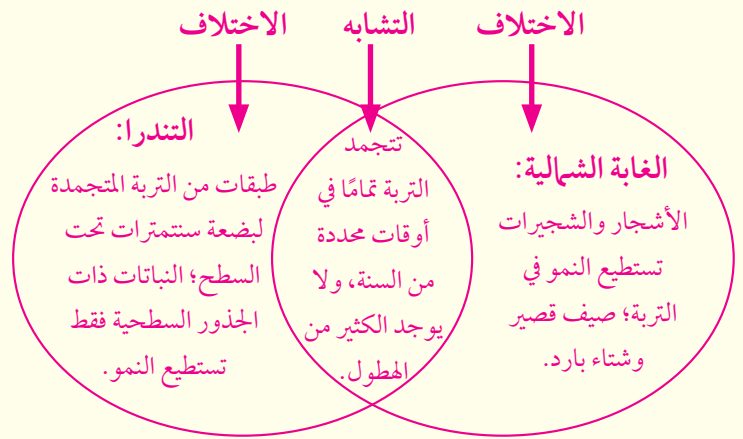 الاختلاف
التشابه
الاختلاف
الغابة الشمالية:
الأشجار والشجيرات
تستطيع النمو في
التربة؛ صيف قصير
وشتاء بارد.
تتجمد
التربة تمامًا في
أوقات محددة
من السنة، ولا
يوجد الكثير من
الهطول.
التندرا:
طبقات من التربة المتجمدة
لبضعة سنتمترات تحت
السطح؛ النباتات ذات
الجذور السطحية فقط
تستطيع النمو.